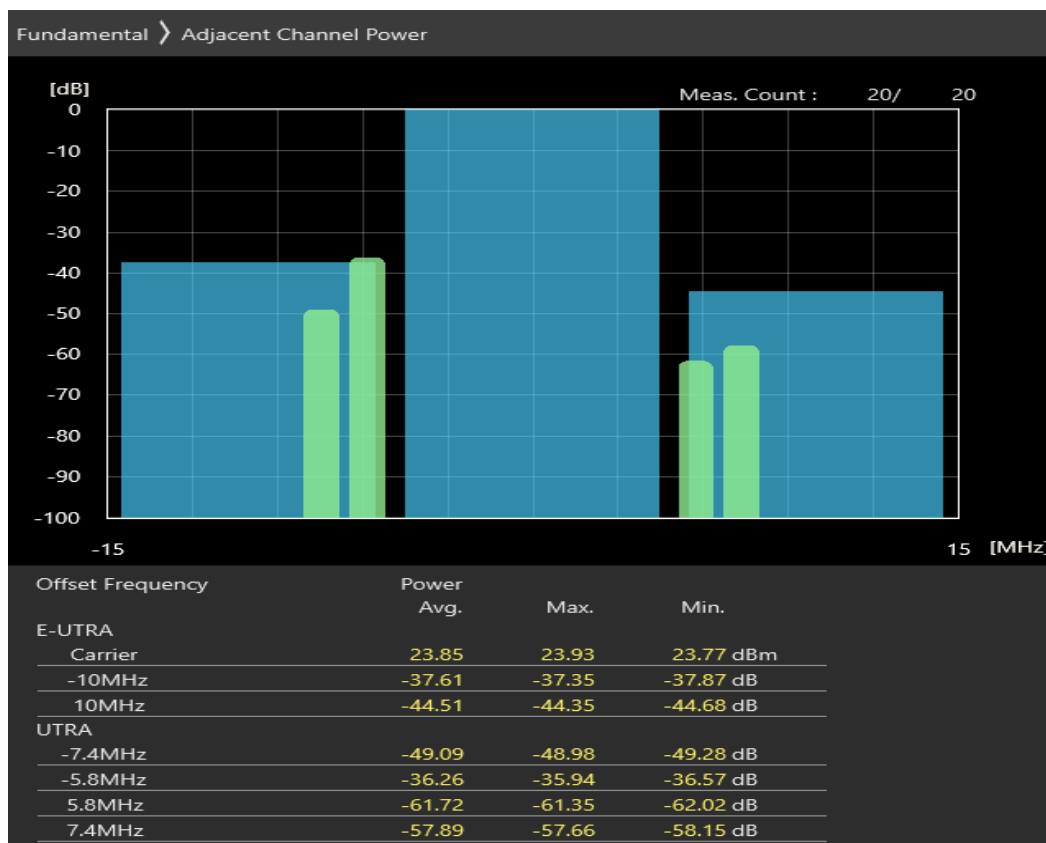 Fundamental ❯ Adjacent Channel Power
[dB]
Meas. Count : 20/ 20
0
-10
-20
-30
-40
-50
-60
-70
-80
-90
-100
-15 15 [MHz]
Offset Frequency Power
Avg. Max. Min.
E-UTRA
Carrier 23.85 23.93 23.77 dBm
-10MHz -37.61 -37.35 -37.87 dB
10MHz -44.51 -44.35 -44.68 dB
UTRA
-7.4MHz -49.09 -48.98 -49.28 dB
-5.8MHz -36.26 -35.94 -36.57 dB
5.8MHz -61.72 -61.35 -62.02 dB
7.4MHz -57.89 -57.66 -58.15 dB